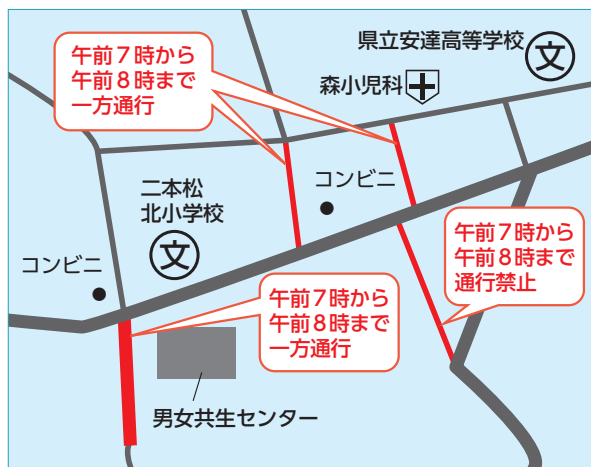 県立安達高等学校
文
午前7時から
午前8時まで
一方通行
森小児科
コンビニ
二本松
北小学校
文
コンビニ
午前7時から
午前8時まで
通行禁止
午前7時から
午前8時まで
一方通行
男女共生センター